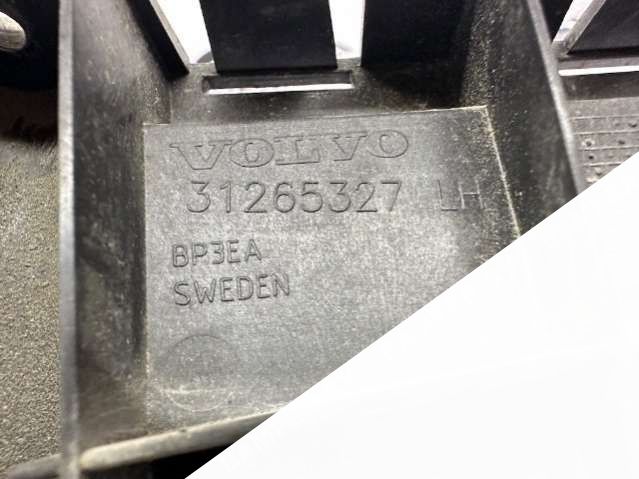 VOLVO
31265327 LH
BP3EA
SWEDEN